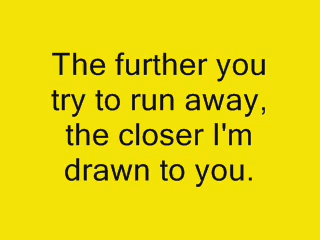 The further you
try to run away,
the closer I'm
drawn to you.